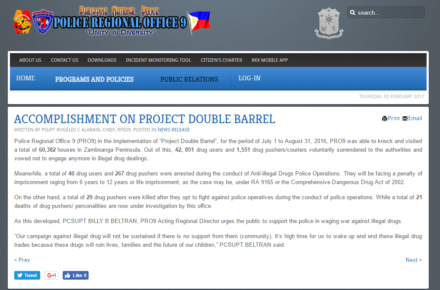 POLICE REGIONAL OFFICE 9
"Unity in Diversity"
search...
ABOUT US CONTACT US DOWNLOADS INCIDENT MONITORING TOOL CITIZEN'S CHARTER KKK MOBILE APP
HOME PROGRAMS AND POLICIES PUBLIC RELATIONS LOG-IN
THURSDAY, 02 FEBRUARY 2017
ACCOMPLISHMENT ON PROJECT DOUBLE BARREL
Print Email
WRITTEN BY PSUPT ROGELIO C ALABATA, CHIEF, RPIO9. POSTED IN NEWS RELEASE
Police Regional Office 9 (PRO9) in the implementation of "Project Double Barrel", for the period of July 1 to August 31, 2016, PRO9 was able to knock and visited
a total of 60,382 houses in Zamboanga Peninsula. Out of this, 42, 851 drug users and 1,551 drug pushers/couriers voluntarily surrendered to the authorities and
vowed not to engage anymore in illegal drug dealings.
Meanwhile, a total of 40 drug users and 267 drug pushers were arrested during the conduct of Anti-Illegal Drugs Police Operations. They will be facing a penalty of
imprisonment raging from 6 years to 12 years or life imprisonment, as the case may be, under RA 9165 or the Comprehensive Dangerous Drug Act of 2002.
On the other hand, a total of 29 drug pushers were killed after they opt to fight against police operatives during the conduct of police operations. While a total of 21
deaths of drug pushers/ personalities are now under investigation by this office.
As this developed, PCSUPT BILLY B BELTRAN, PRO9 Acting Regional Director urges the public to support the police in waging war against illegal drugs.
"Our campaign against illegal drug will not be sustained if there is no support from them (community), it's high time for us to wake up and end these illegal drug
trades because these drugs will ruin lives, families and the future of our children," PCSUPT BELTRAN said.
< Prev Next >
Tweet G+1 Like 0